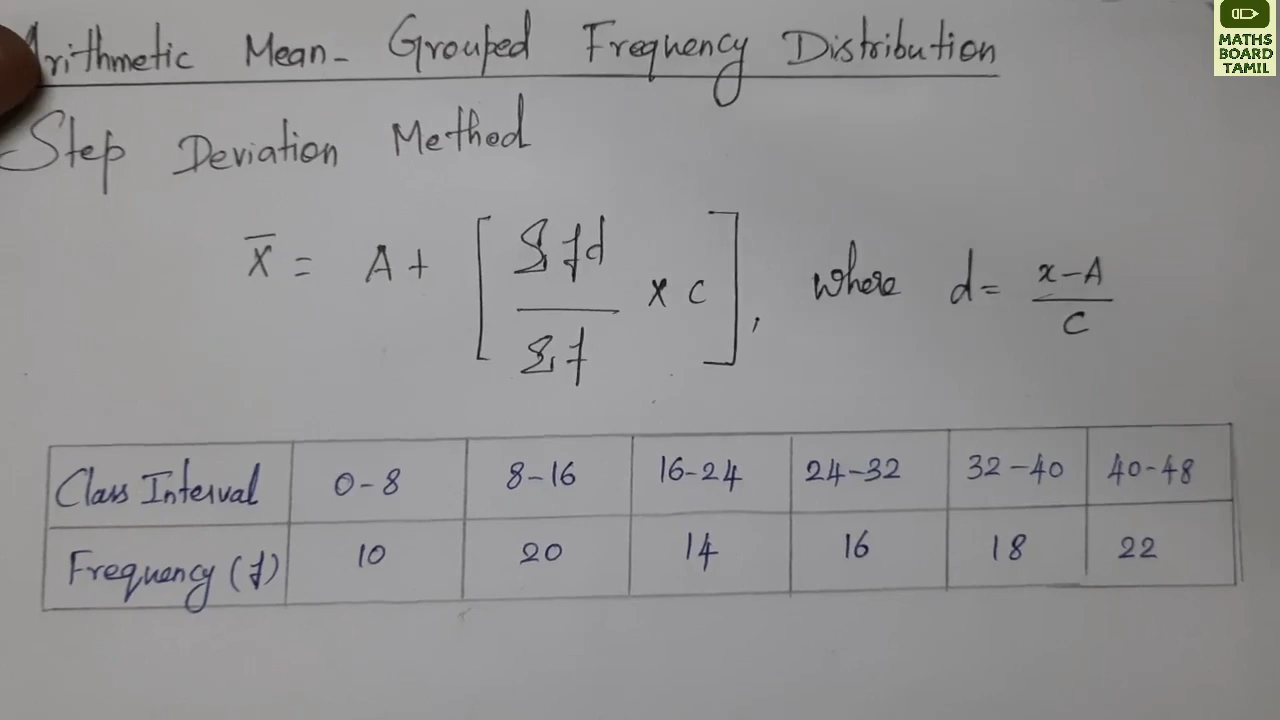 Arithmetic Mean- Grouped Frequency Distribution
MATHS
BOARD
TAMIL
Step Deviation Method
x̄ = A + [ Σfd / Σf × c ], where d = x-A / c
Class Interval 0-8 8-16 16-24 24-32 32-40 40-48
Frequency (f) 10 20 14 16 18 22